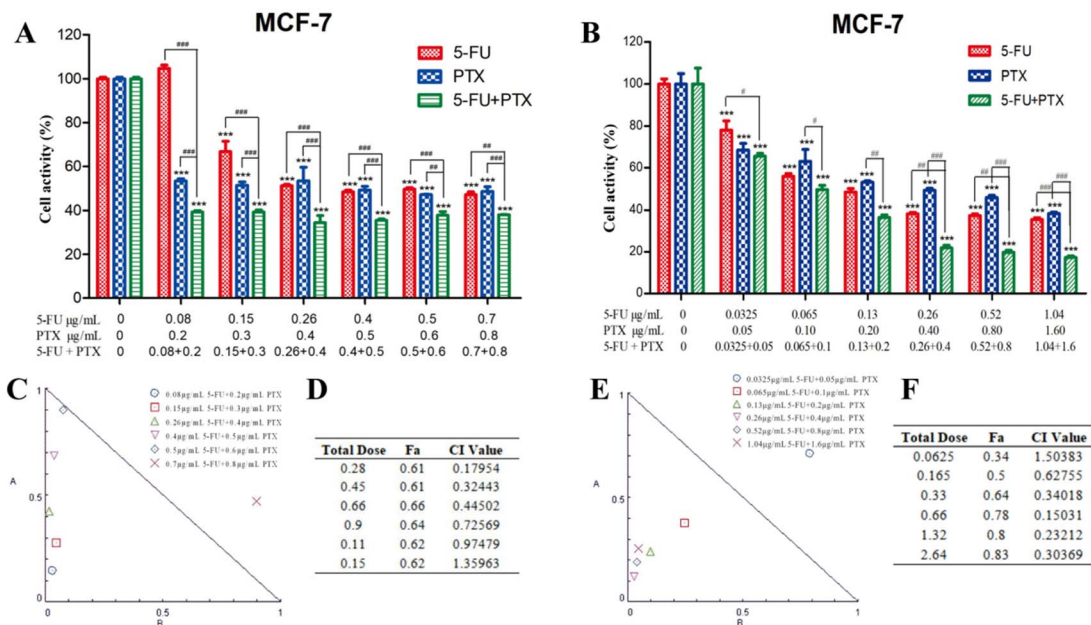 A
MCF-7
120
100
80
60
40
20
0
Cell activity (%)
5-FU
PTX
5-FU+PTX
###
###
***
***
***
###
###
***
***
***
###
###
***
***
***
###
###
***
***
***
###
##
***
***
***
##
###
***
***
***
5-FU µg/mL 0 0.08 0.15 0.26 0.4 0.5 0.7
PTX µg/mL 0 0.2 0.3 0.4 0.5 0.6 0.8
5-FU + PTX 0 0.08+0.2 0.15+0.3 0.26+0.4 0.4+0.5 0.5+0.6 0.7+0.8
B
MCF-7
120
100
80
60
40
20
0
Cell activity (%)
5-FU
PTX
5-FU+PTX
#
***
***
***
#
***
***
***
##
***
***
***
##
###
***
***
***
##
###
***
***
***
###
###
***
***
***
5-FU µg/mL 0 0.0325 0.065 0.13 0.26 0.52 1.04
PTX µg/mL 0 0.05 0.10 0.20 0.40 0.80 1.60
5-FU + PTX 0 0.0325+0.05 0.065+0.1 0.13+0.2 0.26+0.4 0.52+0.8 1.04+1.6
C
1
A
0.5
0
0 0.5 1
B
0.08µg/mL 5-FU+0.2µg/mL PTX
0.15µg/mL 5-FU+0.3µg/mL PTX
0.26µg/mL 5-FU+0.4µg/mL PTX
0.4µg/mL 5-FU+0.5µg/mL PTX
0.5µg/mL 5-FU+0.6µg/mL PTX
0.7µg/mL 5-FU+0.8µg/mL PTX
D
Total Dose Fa CI Value
0.28 0.61 0.17954
0.45 0.61 0.32443
0.66 0.66 0.44502
0.9 0.64 0.72569
0.11 0.62 0.97479
0.15 0.62 1.35963
E
1
A
0.5
0
0 0.5 1
B
0.0325µg/mL 5-FU+0.05µg/mL PTX
0.065µg/mL 5-FU+0.1µg/mL PTX
0.13µg/mL 5-FU+0.2µg/mL PTX
0.26µg/mL 5-FU+0.4µg/mL PTX
0.52µg/mL 5-FU+0.8µg/mL PTX
1.04µg/mL 5-FU+1.6µg/mL PTX
F
Total Dose Fa CI Value
0.0625 0.34 1.50383
0.165 0.5 0.62755
0.33 0.64 0.34018
0.66 0.78 0.15031
1.32 0.8 0.23212
2.64 0.83 0.30369